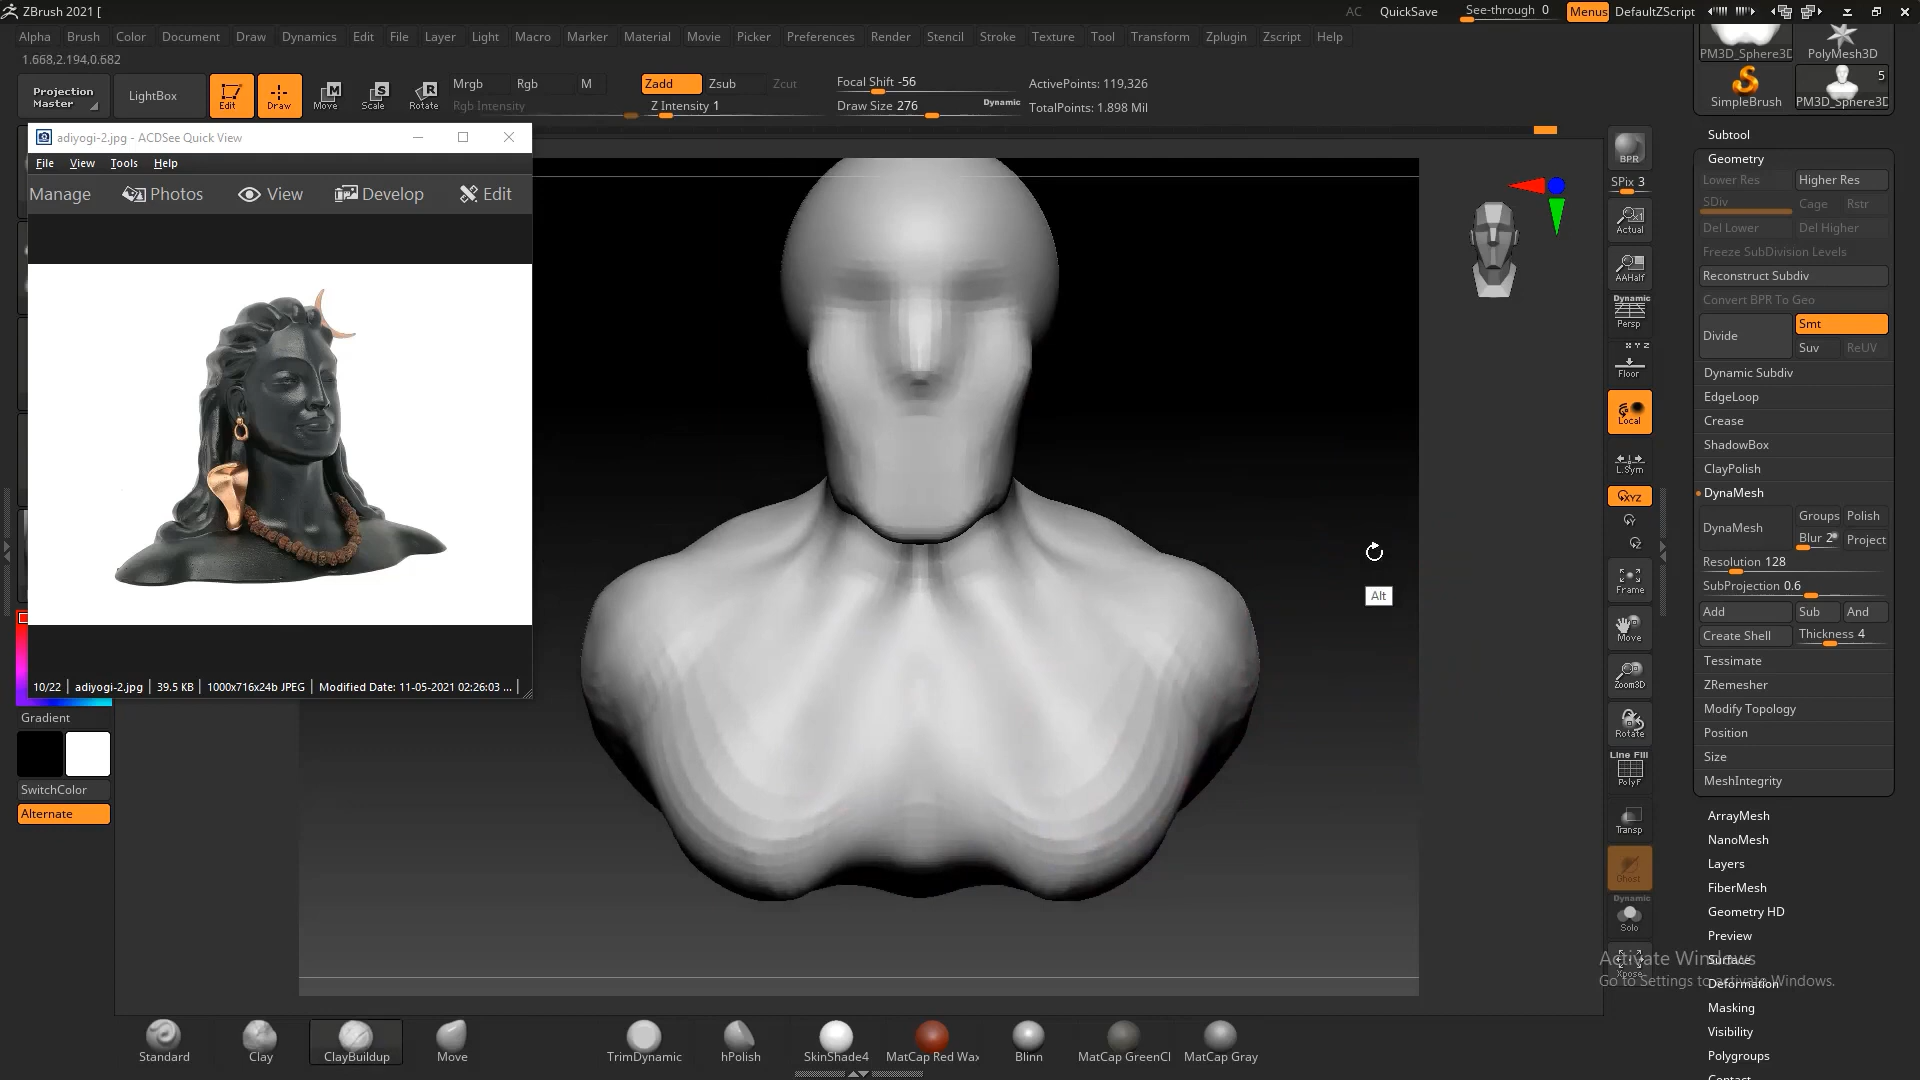 ZBrush 2021 [
AC QuickSave See-through 0 Menus DefaultZScript
Alpha Brush Color Document Draw Dynamics Edit File Layer Light Macro Marker Material Movie Picker Preferences Render Stencil Stroke Texture Tool Transform Zplugin Zscript Help
1.668,2.194,0.682
Projection
Master
LightBox
Edit
Draw
Move
Scale
Rotate
Mrgb Rgb M
Rgb Intensity
Zadd Zsub Zcut
Z Intensity 1
Focal Shift -56
Draw Size 276
Dynamic
ActivePoints: 119,326
TotalPoints: 1.898 Mil
adiyogi-2.jpg - ACDSee Quick View
File View Tools Help
Manage Photos View Develop Edit
10/22 adiyogi-2.jpg 39.5 KB 1000x716x24b JPEG Modified Date: 11-05-2021 02:26:03 ...
Gradient
SwitchColor
Alternate
Alt
BPR
SPix 3
Actual
AAHalf
Dynamic
Persp
X Y Z
Floor
Local
L.Sym
XYZ
Y
Z
Frame
Move
Zoom3D
Rotate
Line Fill
PolyF
Transp
Ghost
Dynamic
Solo
Xpose
PM3D_Sphere3D
PolyMesh3D
SimpleBrush
5
PM3D_Sphere3D
Subtool
Geometry
Lower Res Higher Res
SDiv Cage Rstr
Del Lower Del Higher
Freeze SubDivision Levels
Reconstruct Subdiv
Convert BPR To Geo
Divide
Smt
Suv ReUV
Dynamic Subdiv
EdgeLoop
Crease
ShadowBox
ClayPolish
DynaMesh
DynaMesh
Groups Polish
Blur 2 Project
Resolution 128
SubProjection 0.6
Add Sub And
Create Shell Thickness 4
Tessimate
ZRemesher
Modify Topology
Position
Size
MeshIntegrity
ArrayMesh
NanoMesh
Layers
FiberMesh
Geometry HD
Preview
Surface
Deformation
Masking
Visibility
Polygroups
Contact
Activate Windows
Go to Settings to activate Windows.
Standard Clay ClayBuildup Move TrimDynamic hPolish SkinShade4 MatCap Red Wax Blinn MatCap GreenCl MatCap Gray